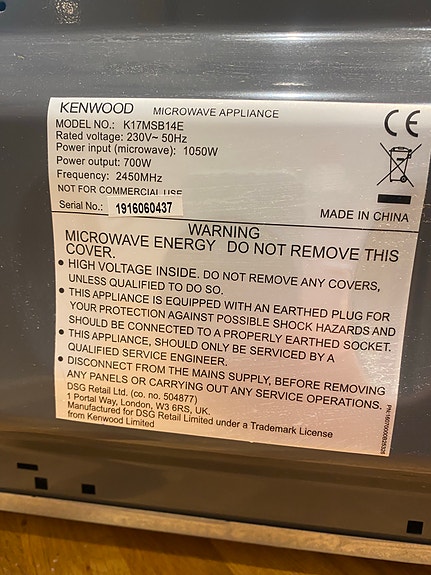 KENWOOD MICROWAVE APPLIANCE
MODEL NO.: K17MSB14E
Rated voltage: 230V~ 50Hz
Power input (microwave): 1050W
Power output: 700W
Frequency: 2450MHz
NOT FOR COMMERCIAL USE
Serial No.: 1916060437
MADE IN CHINA
WARNING
MICROWAVE ENERGY DO NOT REMOVE THIS
COVER.
• HIGH VOLTAGE INSIDE. DO NOT REMOVE ANY COVERS,
UNLESS QUALIFIED TO DO SO.
• THIS APPLIANCE IS EQUIPPED WITH AN EARTHED PLUG FOR
YOUR PROTECTION AGAINST POSSIBLE SHOCK HAZARDS AND
SHOULD BE CONNECTED TO A PROPERLY EARTHED SOCKET.
• THIS APPLIANCE, SHOULD ONLY BE SERVICED BY A
QUALIFIED SERVICE ENGINEER.
• DISCONNECT FROM THE MAINS SUPPLY, BEFORE REMOVING
ANY PANELS OR CARRYING OUT ANY SERVICE OPERATIONS.
DSG Retail Ltd. (co. no. 504877)
1 Portal Way, London, W3 6RS, UK.
Manufactured for DSG Retail Limited under a Trademark License
from Kenwood Limited